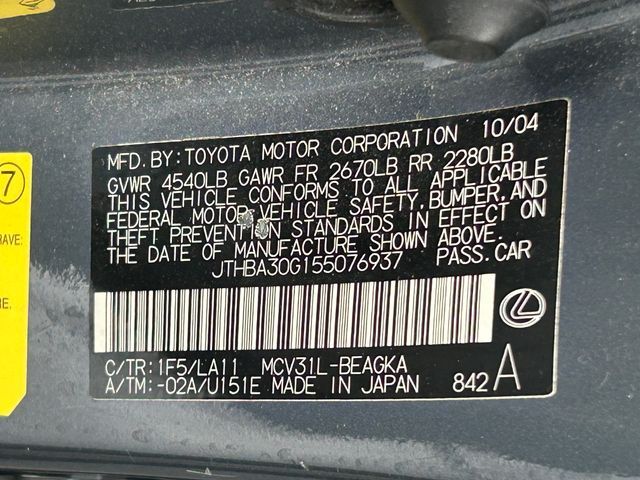 MFD. BY: TOYOTA MOTOR CORPORATION 10/04
GVWR 4540LB GAWR FR 2670LB RR 2280LB
THIS VEHICLE CONFORMS TO ALL APPLICABLE
FEDERAL MOTOR VEHICLE SAFETY, BUMPER, AND
THEFT PREVENTION STANDARDS IN EFFECT ON
THE DATE OF MANUFACTURE SHOWN ABOVE.
JTHBA30G155076937 PASS. CAR
C/TR: 1F5/LA11 MCV31L-BEAGKA
A/TM: -02A/U151E MADE IN JAPAN 842 A
7